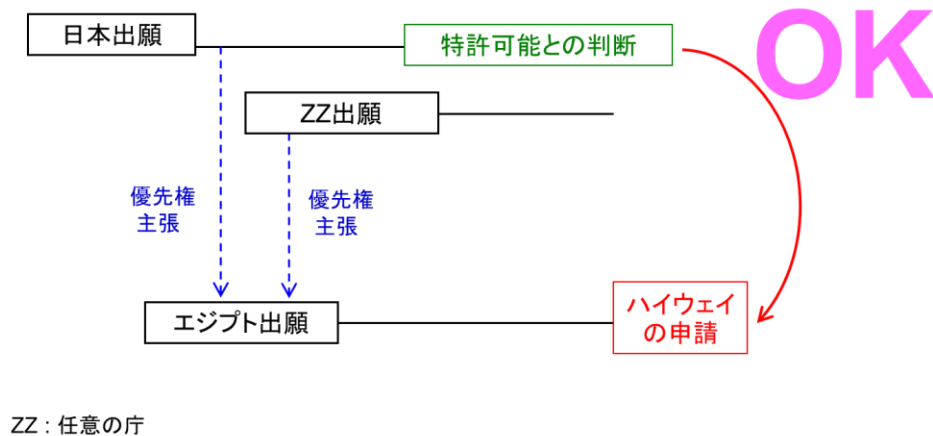 日本出願
特許可能との判断
OK
ZZ出願
優先権
主張
優先権
主張
エジプト出願
ハイウェイ
の申請
ZZ : 任意の庁